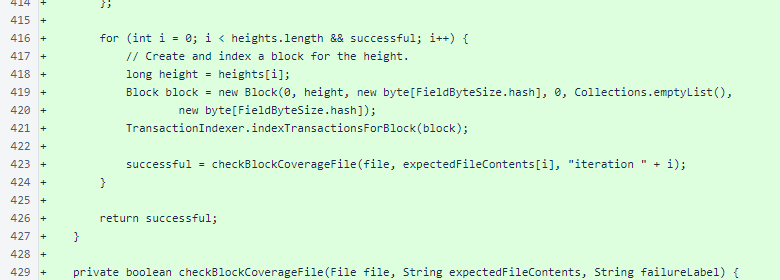 414 + };
415 +
416 + for (int i = 0; i < heights.length && successful; i++) {
417 + // Create and index a block for the height.
418 + long height = heights[i];
419 + Block block = new Block(0, height, new byte[FieldByteSize.hash], 0, Collections.emptyList(),
420 + new byte[FieldByteSize.hash]);
421 + TransactionIndexer.indexTransactionsForBlock(block);
422 +
423 + successful = checkBlockCoverageFile(file, expectedFileContents[i], "iteration " + i);
424 + }
425 +
426 + return successful;
427 + }
428 +
429 + private boolean checkBlockCoverageFile(File file, String expectedFileContents, String failureLabel) {